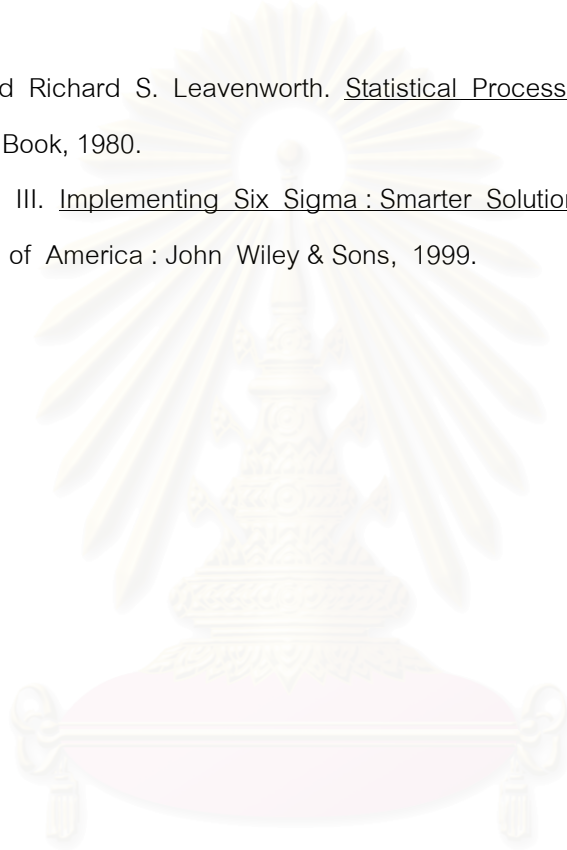 d Richard S. Leavenworth. Statistical Process
Book, 1980.
III. Implementing Six Sigma : Smarter Solution
of America : John Wiley & Sons, 1999.